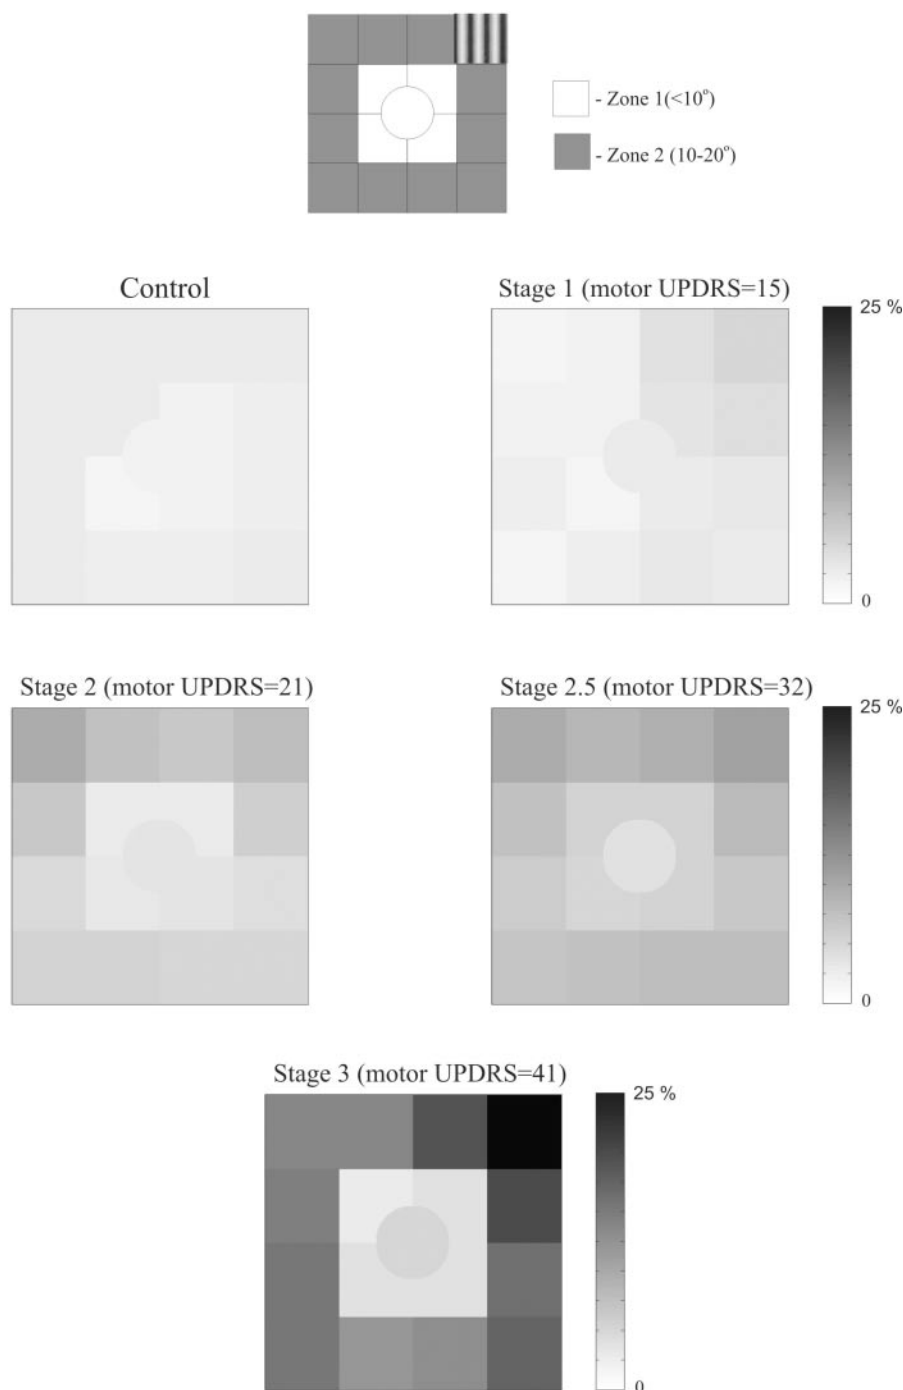 - Zone 1(<10°)
- Zone 2 (10-20°)
Control
Stage 1 (motor UPDRS=15)
25 %
0
Stage 2 (motor UPDRS=21)
Stage 2.5 (motor UPDRS=32)
25 %
0
Stage 3 (motor UPDRS=41)
25 %
0